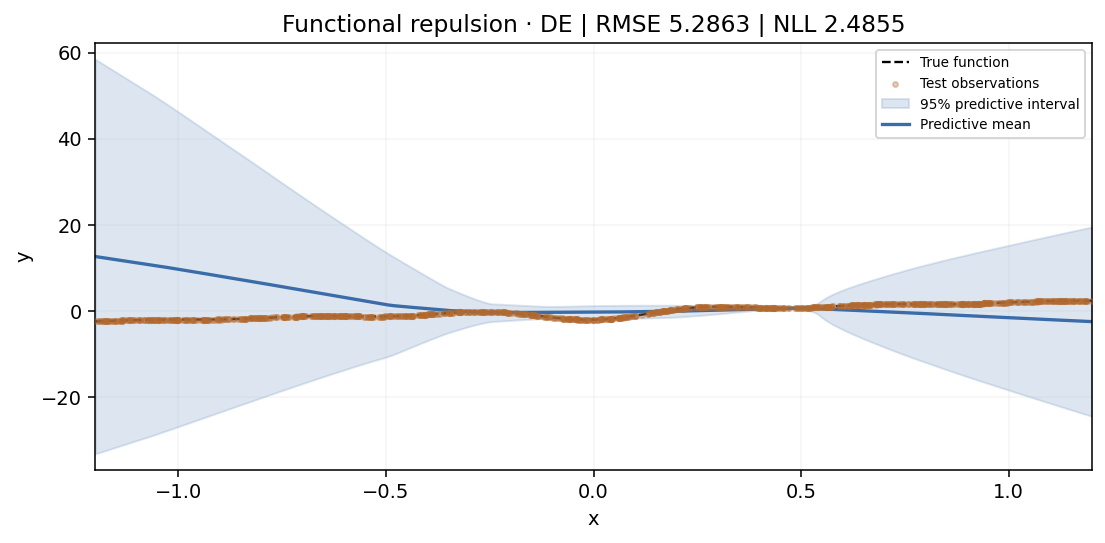 Functional repulsion · DE | RMSE 5.2863 | NLL 2.4855
True function
Test observations
95% predictive interval
Predictive mean
y
60
40
20
0
−20
−1.0
−0.5
0.0
0.5
1.0
x